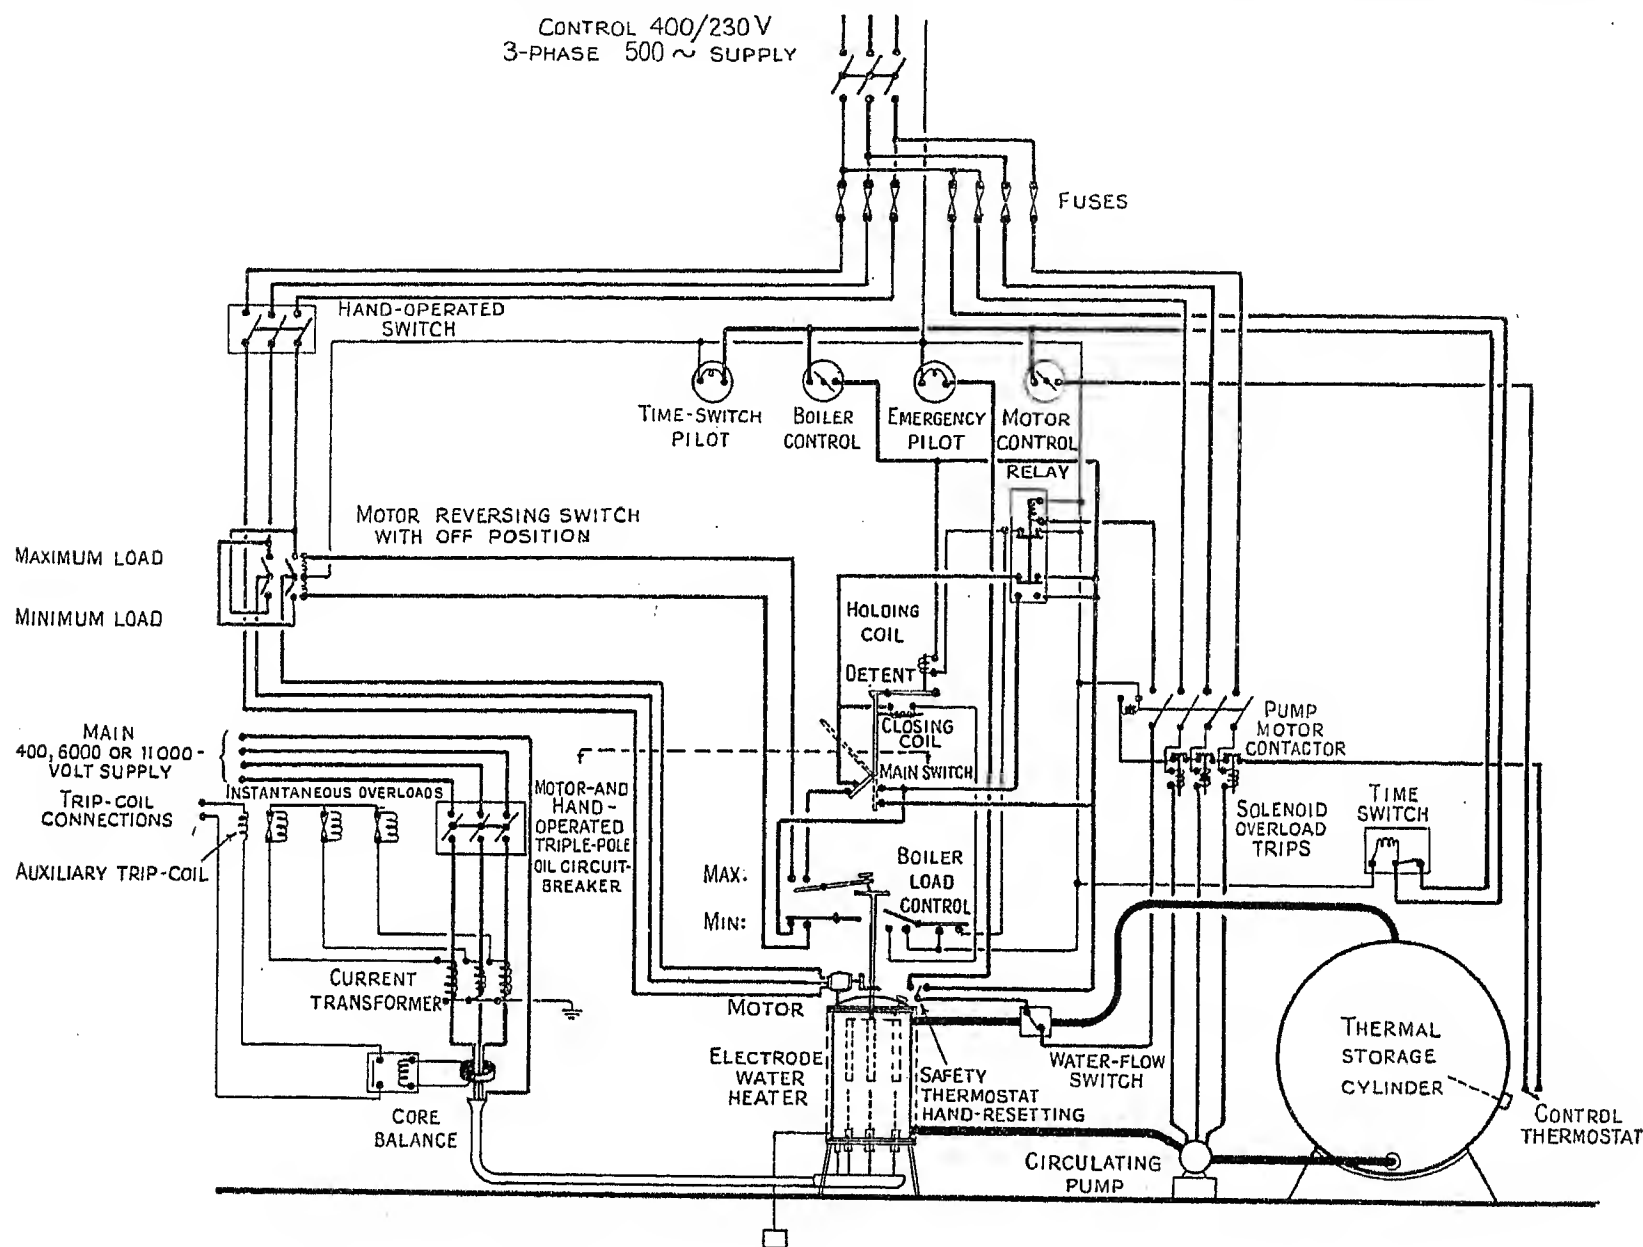 CONTROL 400/230 V
3-PHASE 500 ~ SUPPLY
FUSES
HAND-OPERATED
SWITCH
TIME-SWITCH
PILOT
BOILER
CONTROL
EMERGENCY
PILOT
MOTOR
CONTROL
RELAY
MOTOR REVERSING SWITCH
WITH OFF POSITION
MAXIMUM LOAD
MINIMUM LOAD
HOLDING
COIL
DETENT
CLOSING
COIL
MAIN SWITCH
PUMP
MOTOR
CONTACTOR
MAIN
400, 6000 OR 11000-
VOLT SUPPLY
INSTANTANEOUS OVERLOADS
TRIP-COIL
CONNECTIONS
AUXILIARY TRIP-COIL
MOTOR-AND
HAND-
OPERATED
TRIPLE-POLE
OIL CIRCUIT-
BREAKER
SOLENOID
OVERLOAD
TRIPS
TIME
SWITCH
MAX:
MIN:
BOILER
LOAD
CONTROL
CURRENT
TRANSFORMER
MOTOR
ELECTRODE
WATER
HEATER
SAFETY
THERMOSTAT
HAND-RESETTING
WATER-FLOW
SWITCH
THERMAL
STORAGE
CYLINDER
CONTROL
THERMOSTAT
CORE
BALANCE
CIRCULATING
PUMP